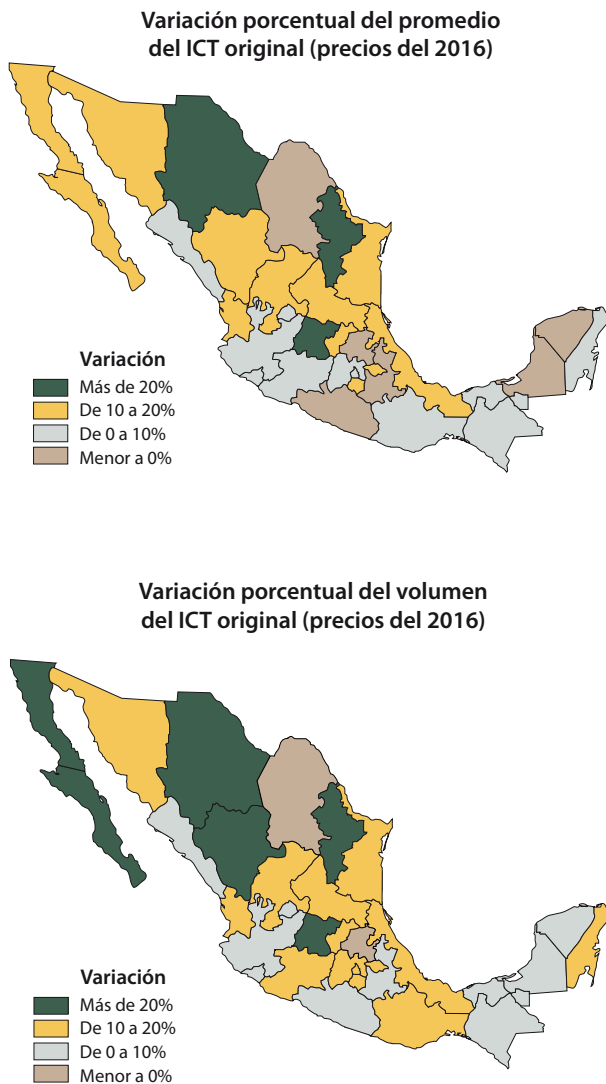 Variación porcentual del promedio
del ICT original (precios del 2016)
Variación
Más de 20%
De 10 a 20%
De 0 a 10%
Menor a 0%
Variación porcentual del volumen
del ICT original (precios del 2016)
Variación
Más de 20%
De 10 a 20%
De 0 a 10%
Menor a 0%